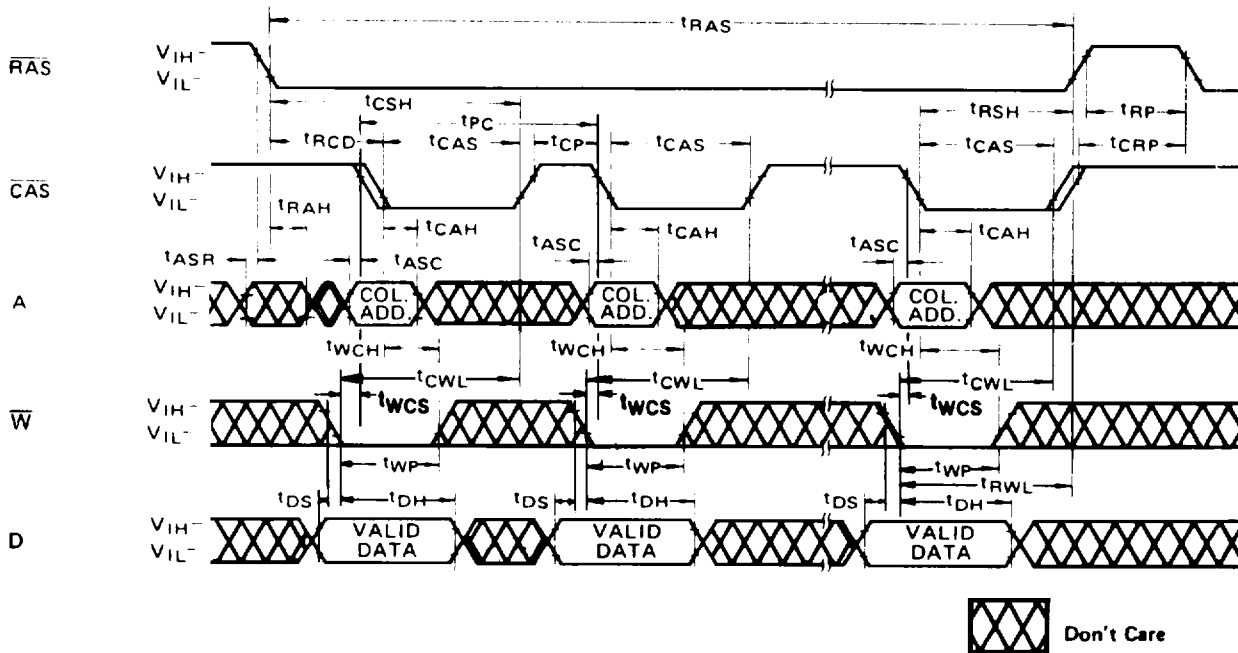 tRAS
RAS VIH- VIL-
tCSH tRSH tRP
tPC
tRCD tCAS tCP tCAS tCAS tCRP
CAS VIH- VIL-
tRAH tCAH tCAH tCAH
tASR tASC tASC tASC
A VIH- VIL- COL. ADD. COL. ADD. COL. ADD.
tWCH tWCH tWCH
tCWL tCWL tCWL
tWCS tWCS tWCS
W VIH- VIL-
tWP tWP tWP
tRWL
tDS tDH tDS tDH tDS tDH
D VIH- VIL- VALID DATA VALID DATA VALID DATA
Don't Care